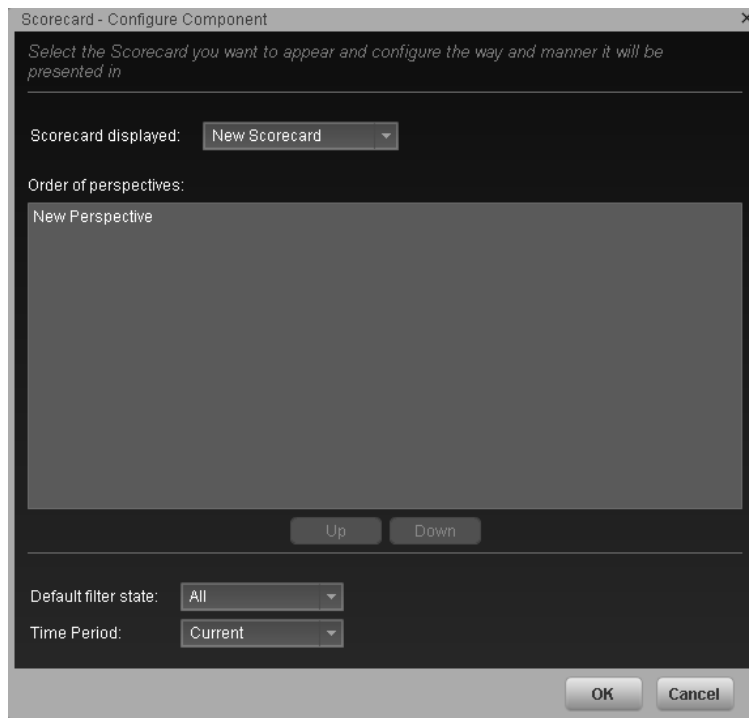 Scorecard - Configure Component
Select the Scorecard you want to appear and configure the way and manner it will be
presented in
Scorecard displayed: New Scorecard
Order of perspectives:
New Perspective
Up Down
Default filter state: All
Time Period: Current
OK Cancel